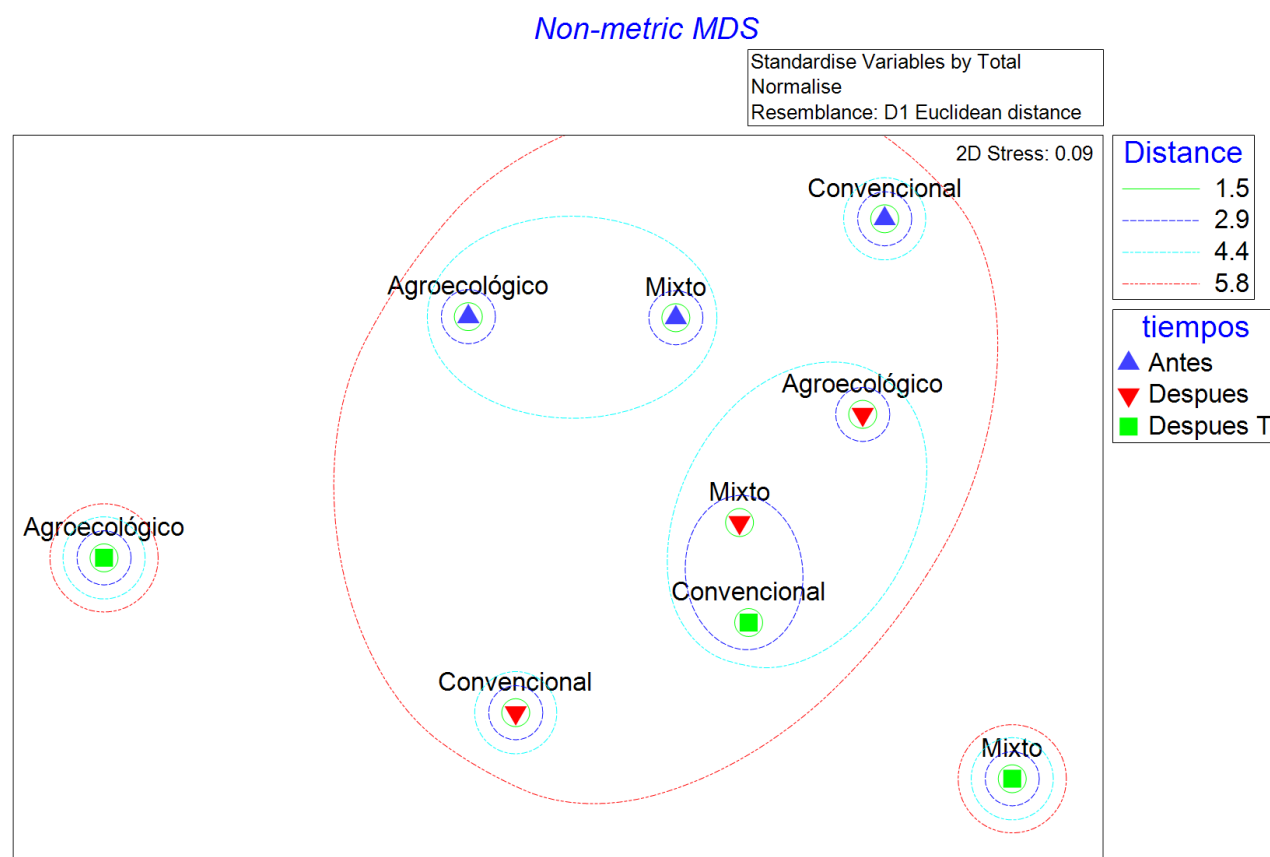 Non-metric MDS
Standardise Variables by Total
Normalise
Resemblance: D1 Euclidean distance
2D Stress: 0.09
Distance
1.5
2.9
4.4
5.8
tiempos
Antes
Despues
Despues T
Convencional
Agroecológico
Mixto
Agroecológico
Mixto
Agroecológico
Convencional
Convencional
Mixto